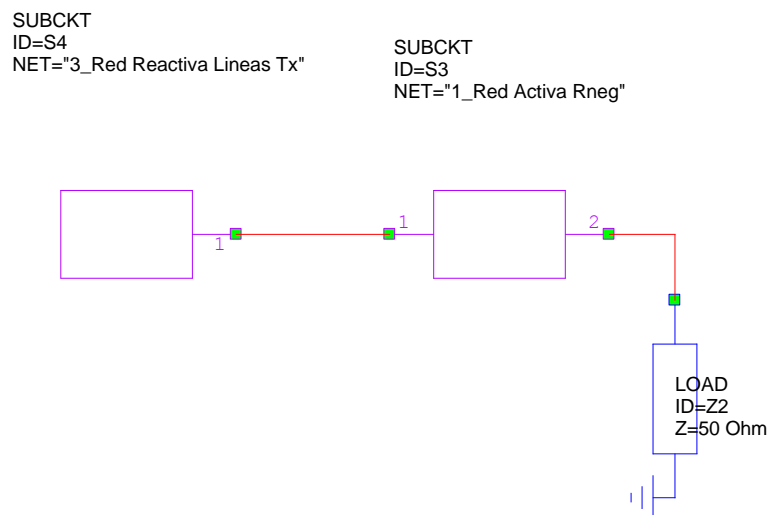 SUBCKT
ID=S4
NET="3_Red Reactiva Lineas Tx"
SUBCKT
ID=S3
NET="1_Red Activa Rneg"
1
1
2
LOAD
ID=Z2
Z=50 Ohm